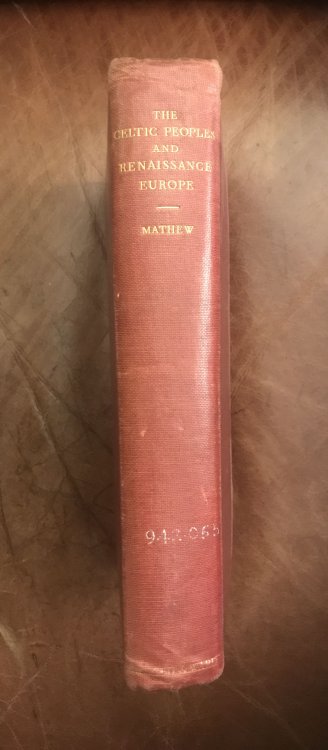 THE
CELTIC PEOPLES
AND
RENAISSANCE
EUROPE
MATHEW
942.063